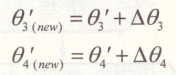 θ₃′ ₍new₎ = θ₃′ + Δθ₃
θ₄′ ₍new₎ = θ₄′ + Δθ₄